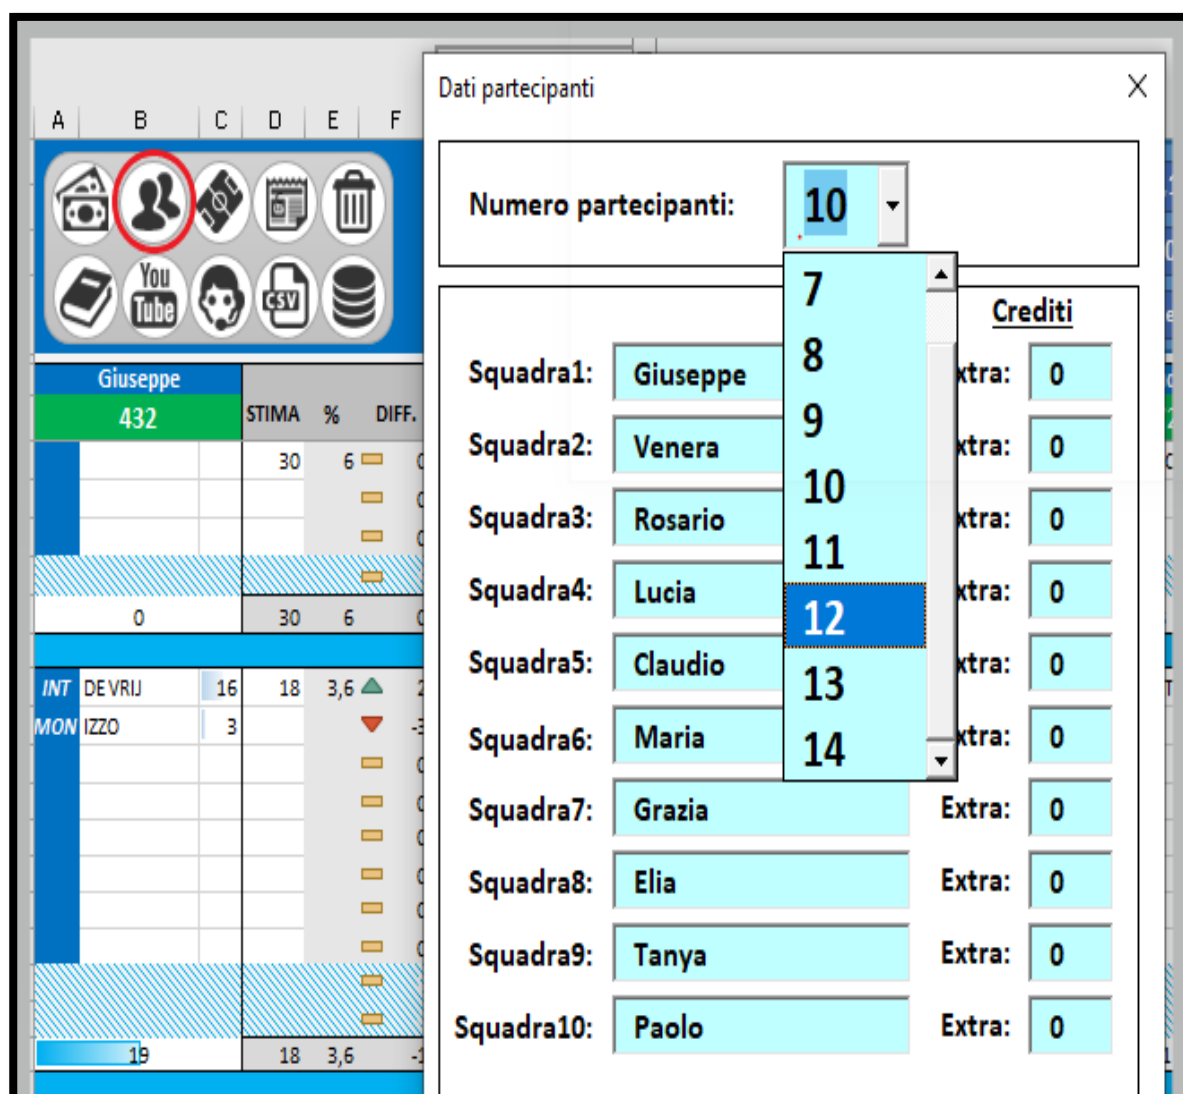 Dati partecipanti
A B C D E F
Numero partecipanti: 10
7
8
9
10
11
12
13
14
You
Tube
CSV
Crediti
Giuseppe
432
STIMA % DIFF.
30 6
0 30 6
INT DE VRIJ 16 18 3,6
MON IZZO 3
19 18 3,6
Squadra1: Giuseppe xtra: 0
Squadra2: Venera xtra: 0
Squadra3: Rosario xtra: 0
Squadra4: Lucia xtra: 0
Squadra5: Claudio xtra: 0
Squadra6: Maria xtra: 0
Squadra7: Grazia Extra: 0
Squadra8: Elia Extra: 0
Squadra9: Tanya Extra: 0
Squadra10: Paolo Extra: 0